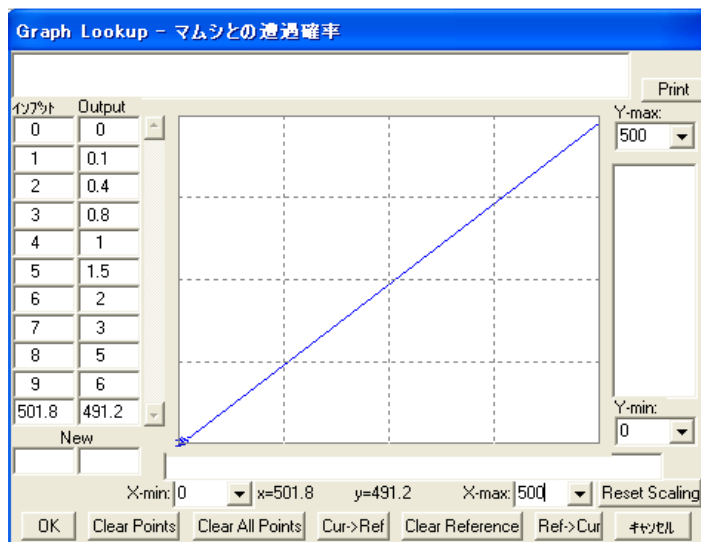 Graph Lookup - マムシとの遭遇確率
Print
インプット Output
Y-max:
0 0
500
1 0.1
2 0.4
3 0.8
4 1
5 1.5
6 2
7 3
8 5
9 6
501.8 491.2
Y-min:
0
New
X-min: 0 x=501.8 y=491.2 X-max: 500 Reset Scaling
OK Clear Points Clear All Points Cur->Ref Clear Reference Ref->Cur キャンセル